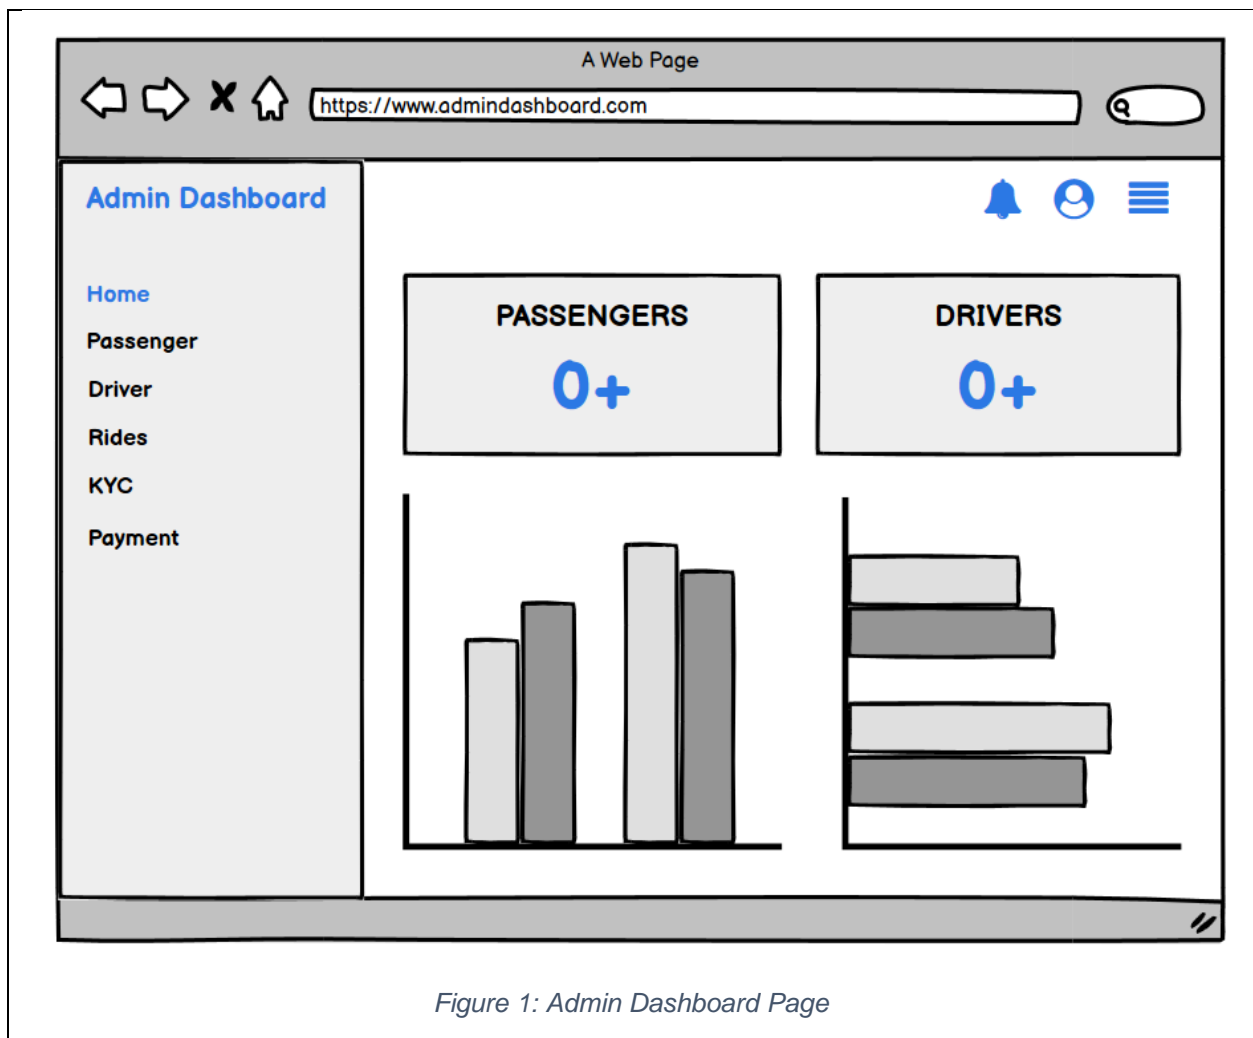 A Web Page
https://www.admindashboard.com
Admin Dashboard
Home
Passenger
Driver
Rides
KYC
Payment
PASSENGERS
0+
DRIVERS
0+
Figure 1: Admin Dashboard Page